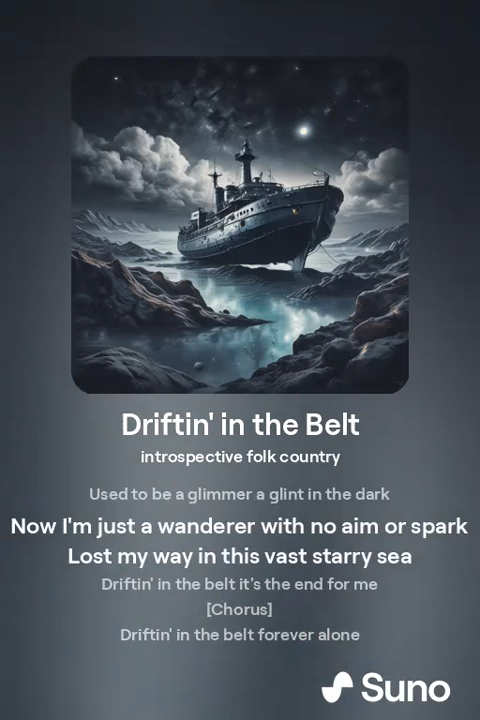 Driftin' in the Belt
introspective folk country
Used to be a glimmer a glint in the dark
Now I'm just a wanderer with no aim or spark
Lost my way in this vast starry sea
Driftin' in the belt it's the end for me
[Chorus]
Driftin' in the belt forever alone
Suno